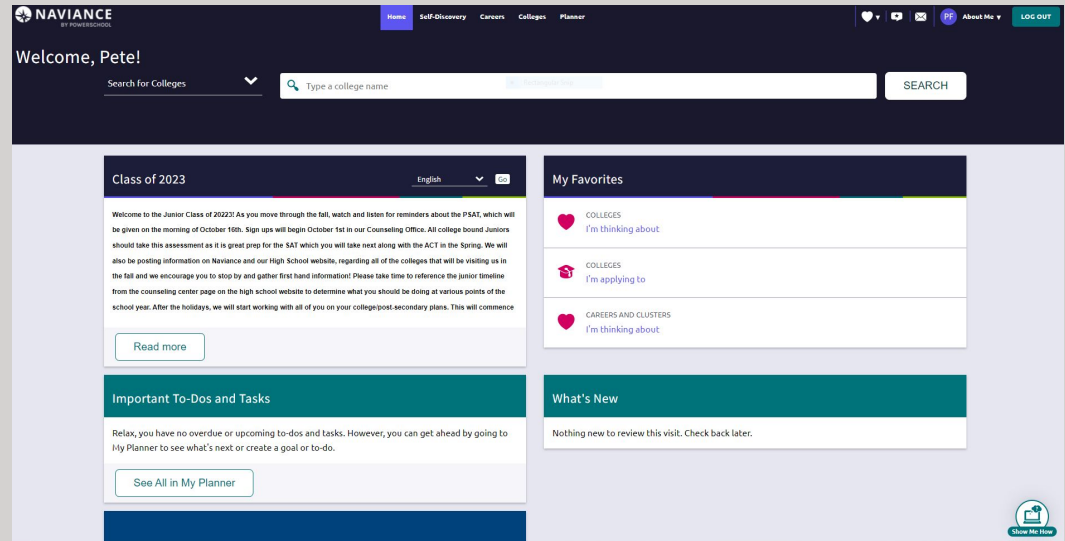 NAVIANCE
BY POWERSCHOOL
Home Self-Discovery Careers Colleges Planner
PF About Me LOG OUT
Welcome, Pete!
Search for Colleges
Type a college name
SEARCH
Class of 2023
English
Go
Welcome to the Junior Class of 20223! As you move through the fall, watch and listen for reminders about the PSAT, which will
be given on the morning of October 16th. Sign ups will begin October 1st in our Counseling Office. All college bound Juniors
should take this assessment as it is great prep for the SAT which you will take next along with the ACT in the Spring. We will
also be posting information on Naviance and our High School website, regarding all of the colleges that will be visiting us in
the fall and we encourage you to stop by and gather first hand information! Please take time to reference the junior timeline
from the counseling center page on the high school website to determine what you should be doing at various points of the
school year. After the holidays, we will start working with all of you on your college/post-secondary plans. This will commence
Read more
My Favorites
COLLEGES
I'm thinking about
COLLEGES
I'm applying to
CAREERS AND CLUSTERS
I'm thinking about
Important To-Dos and Tasks
Relax, you have no overdue or upcoming to-dos and tasks. However, you can get ahead by going to
My Planner to see what's next or create a goal or to-do.
See All in My Planner
What's New
Nothing new to review this visit. Check back later.
Show Me How